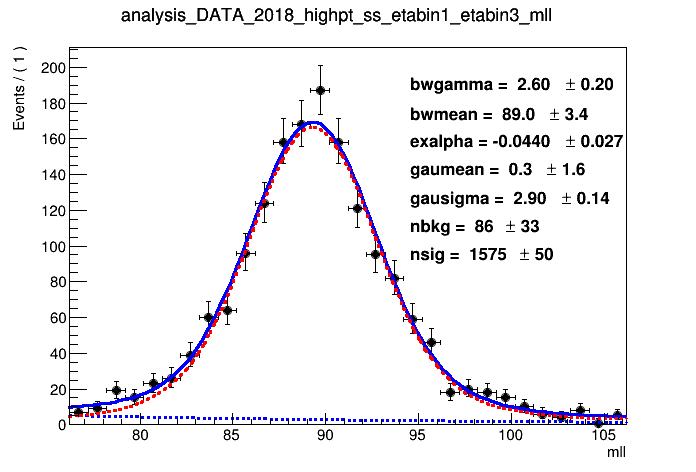 analysis_DATA_2018_highpt_ss_etabin1_etabin3_mll
Events / ( 1 )
200
180
160
140
120
100
80
60
40
20
0
bwgamma = 2.60 ± 0.20
bwmean = 89.0 ± 3.4
exalpha = -0.0440 ± 0.027
gaumean = 0.3 ± 1.6
gausigma = 2.90 ± 0.14
nbkg = 86 ± 33
nsig = 1575 ± 50
80 85 90 95 100 105
mll